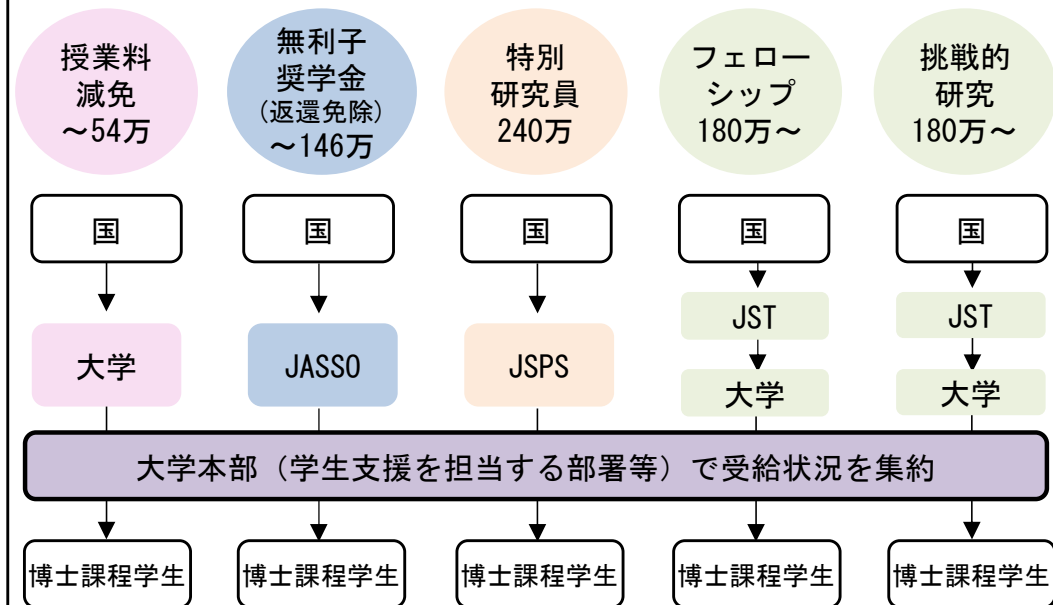 授業料
減免
～54万
無利子
奨学金
(返還免除)
～146万
特別
研究員
240万
フェロー
シップ
180万～
挑戦的
研究
180万～
国
国
国
国
国
大学
JASSO
JSPS
JST
大学
JST
大学
大学本部（学生支援を担当する部署等）で受給状況を集約
博士課程学生
博士課程学生
博士課程学生
博士課程学生
博士課程学生